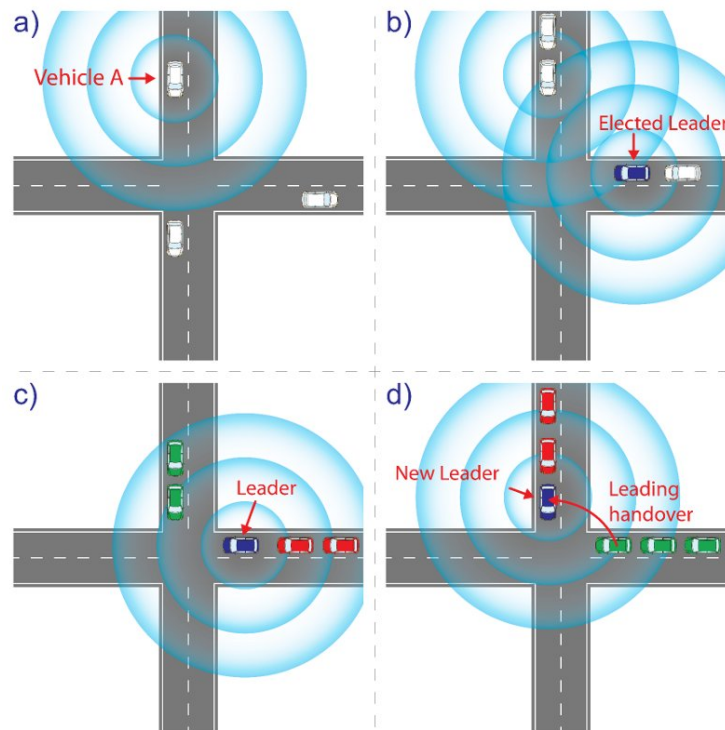 a)
Vehicle A
b)
Elected Leader
c)
Leader
d)
New Leader
Leading
handover